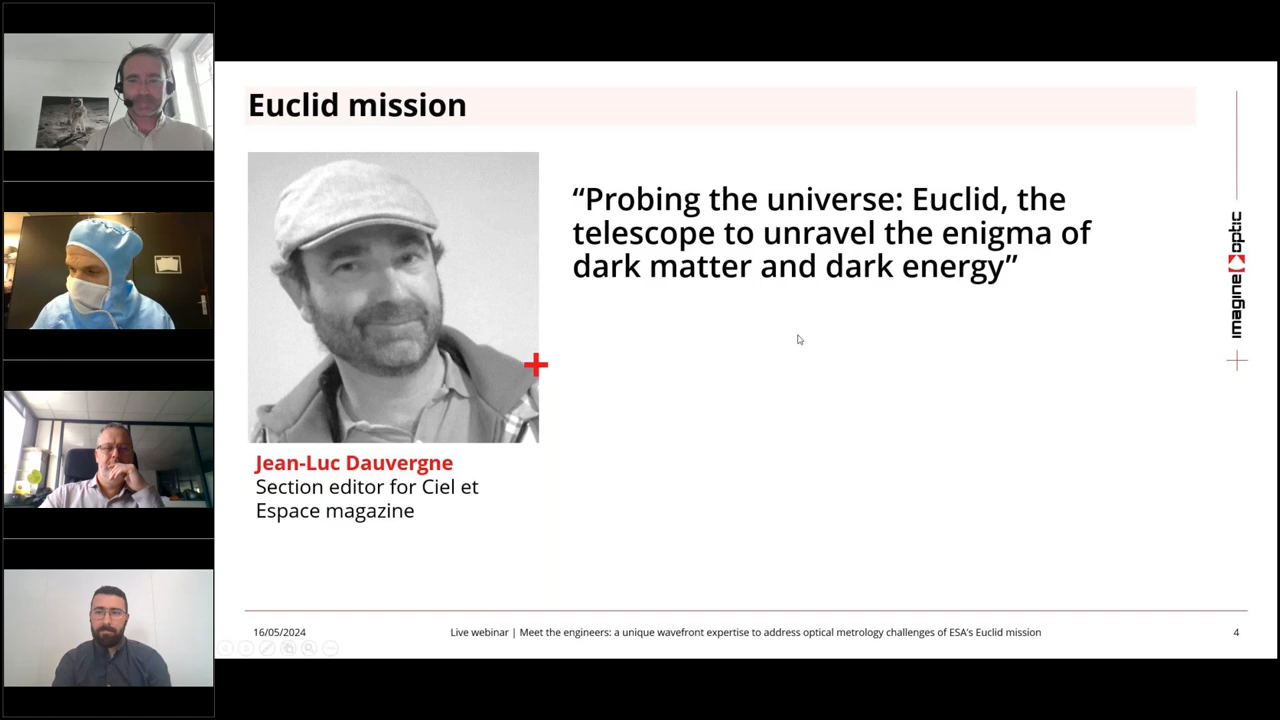 Euclid mission
“Probing the universe: Euclid, the
telescope to unravel the enigma of
dark matter and dark energy”
Jean-Luc Dauvergne
Section editor for Ciel et
Espace magazine
imagine optic
16/05/2024
Live webinar | Meet the engineers: a unique wavefront expertise to address optical metrology challenges of ESA’s Euclid mission
4